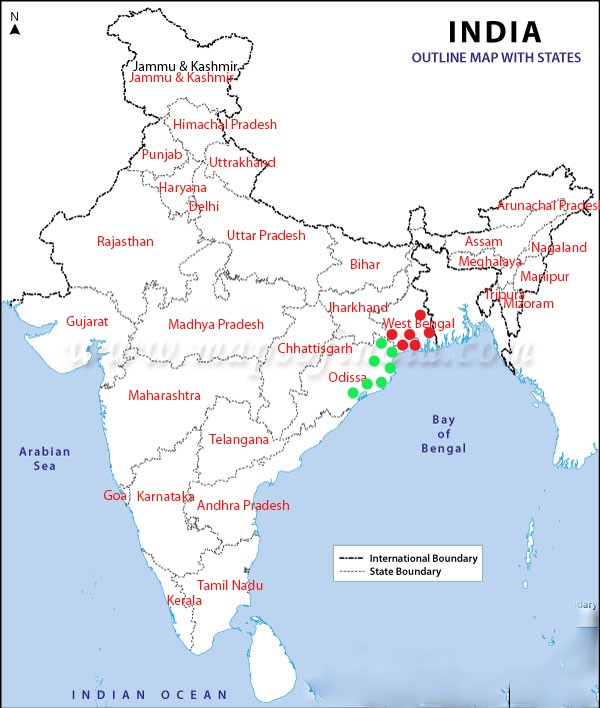 N
INDIA
OUTLINE MAP WITH STATES
Jammu & Kashmir
Jammu & Kashmir
Himachal Pradesh
Punjab
Uttrakhand
Haryana
Delhi
Arunachal Pradesh
Rajasthan
Uttar Pradesh
Assam
Nagaland
Bihar
Meghalaya
Manipur
Tripura
Mizoram
Jharkhand
Gujarat
Madhya Pradesh
West Bengal
Chhattisgarh
Odissa
Maharashtra
Bay
of
Bengal
Telangana
Arabian
Sea
Goa
Karnataka
Andhra Pradesh
International Boundary
State Boundary
Tamil Nadu
Kerala
dary
INDIAN OCEAN